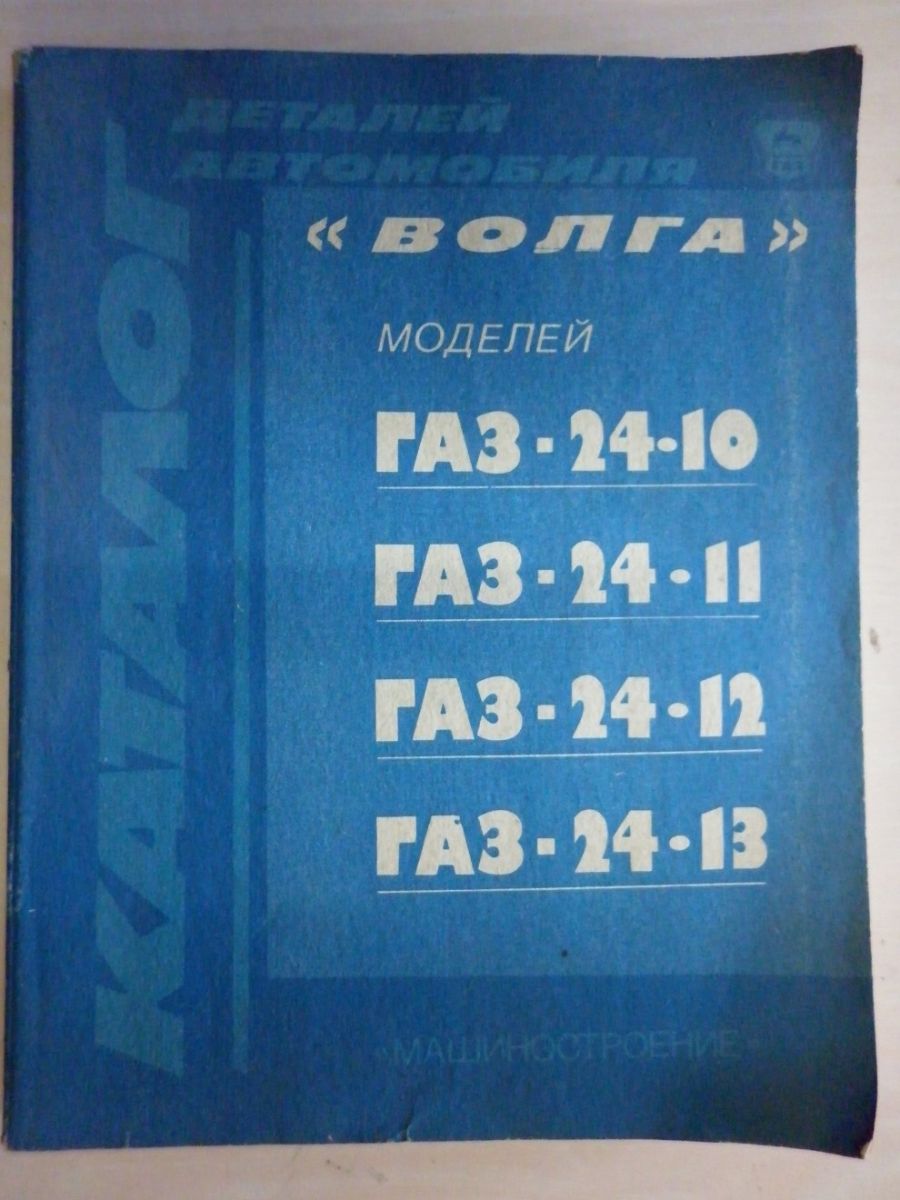 КАТАЛОГ
ДЕТАЛЕЙ
АВТОМОБИЛЯ
«ВОЛГА»
МОДЕЛЕЙ
ГАЗ-24-10
ГАЗ-24-11
ГАЗ-24-12
ГАЗ-24-13
«МАШИНОСТРОЕНИЕ»